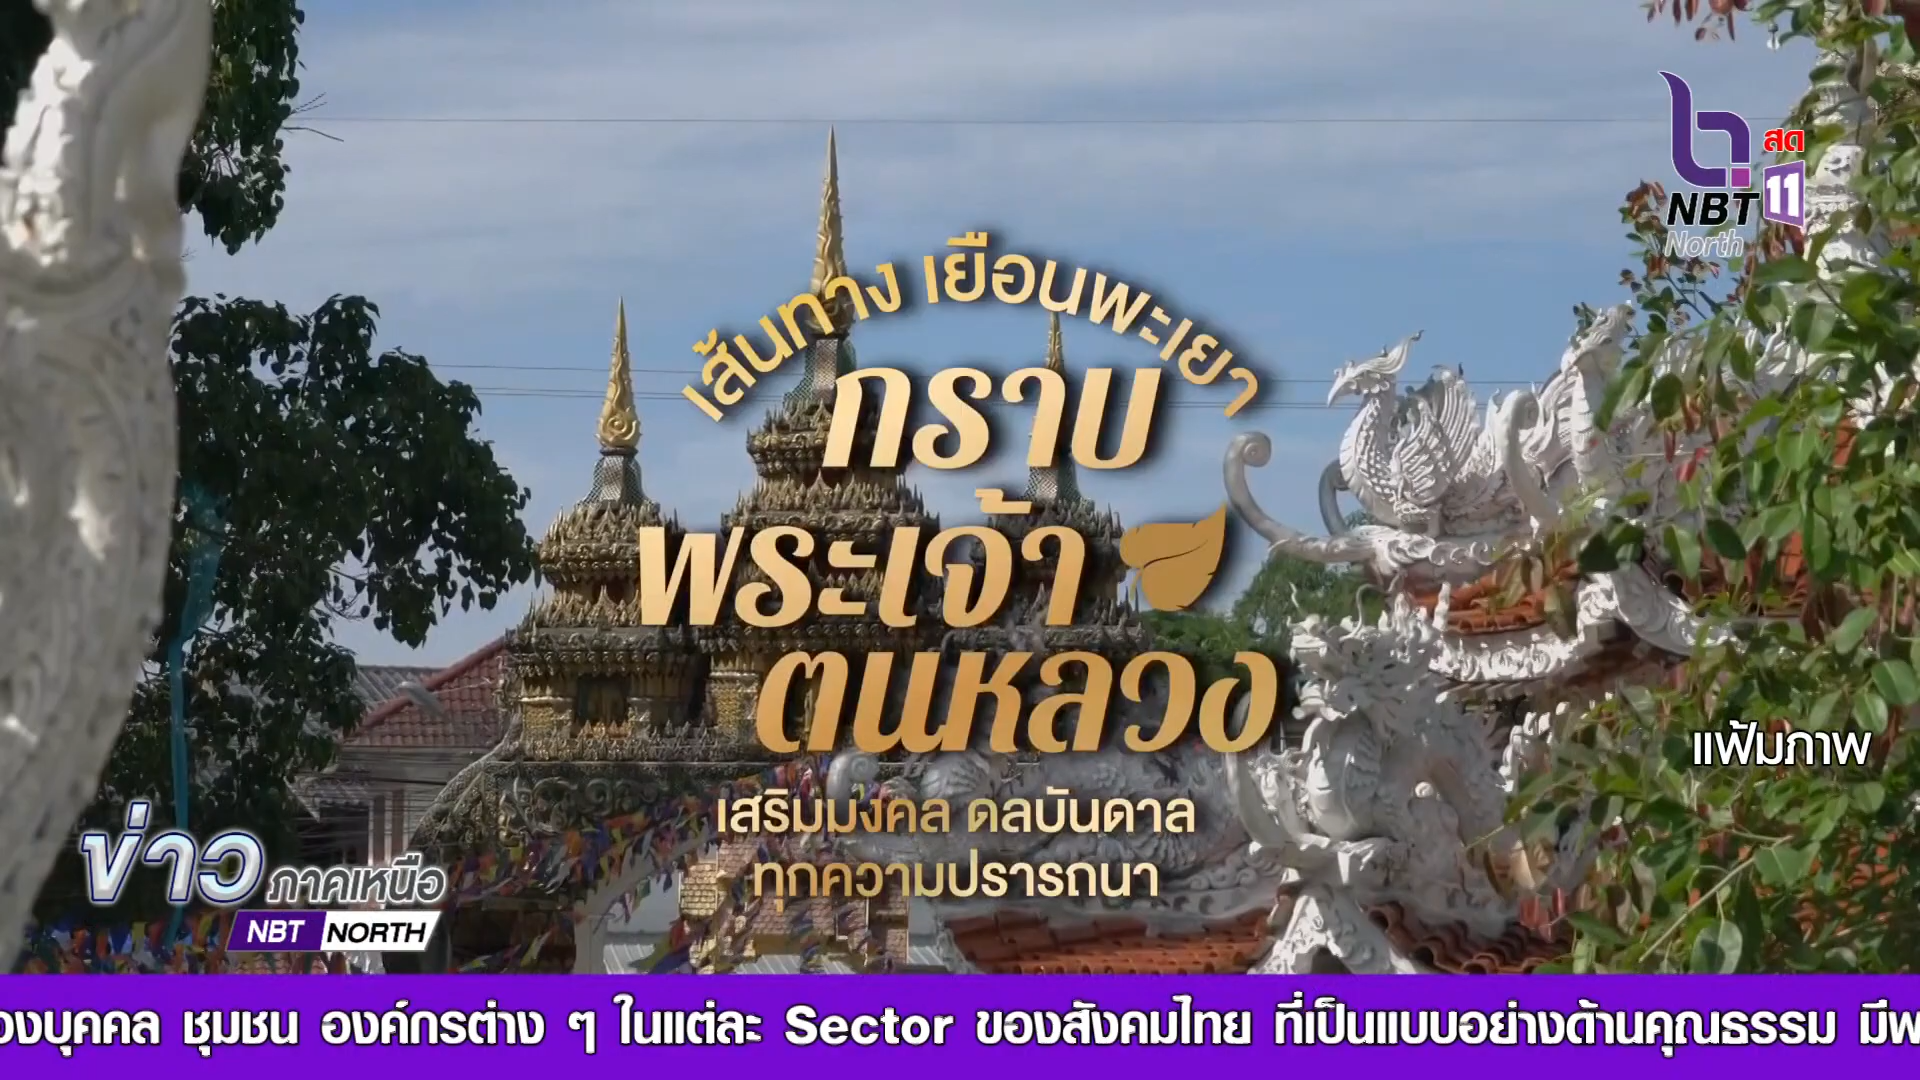 สด
NBT 11
North
เส้นทาง เยือนพะเยา
กราบ
พระเจ้า
ตนหลวง
แฟ้มภาพ
เสริมมงคล ดลบันดาล
ทุกความปรารถนา
ข่าว ภาคเหนือ
NBT NORTH
องบุคคล ชุมชน องค์กรต่าง ๆ ในแต่ละ Sector ของสังคมไทย ที่เป็นแบบอย่างด้านคุณธรรม มีพ